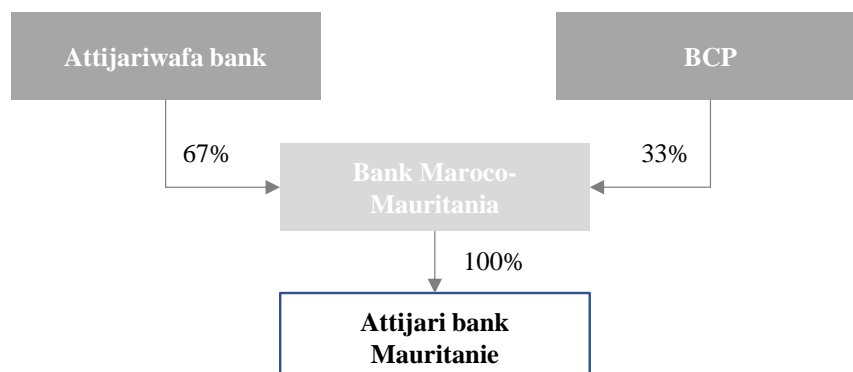 Attijariwafa bank
BCP
67%
33%
Bank Maroco-
Mauritania
100%
Attijari bank
Mauritanie